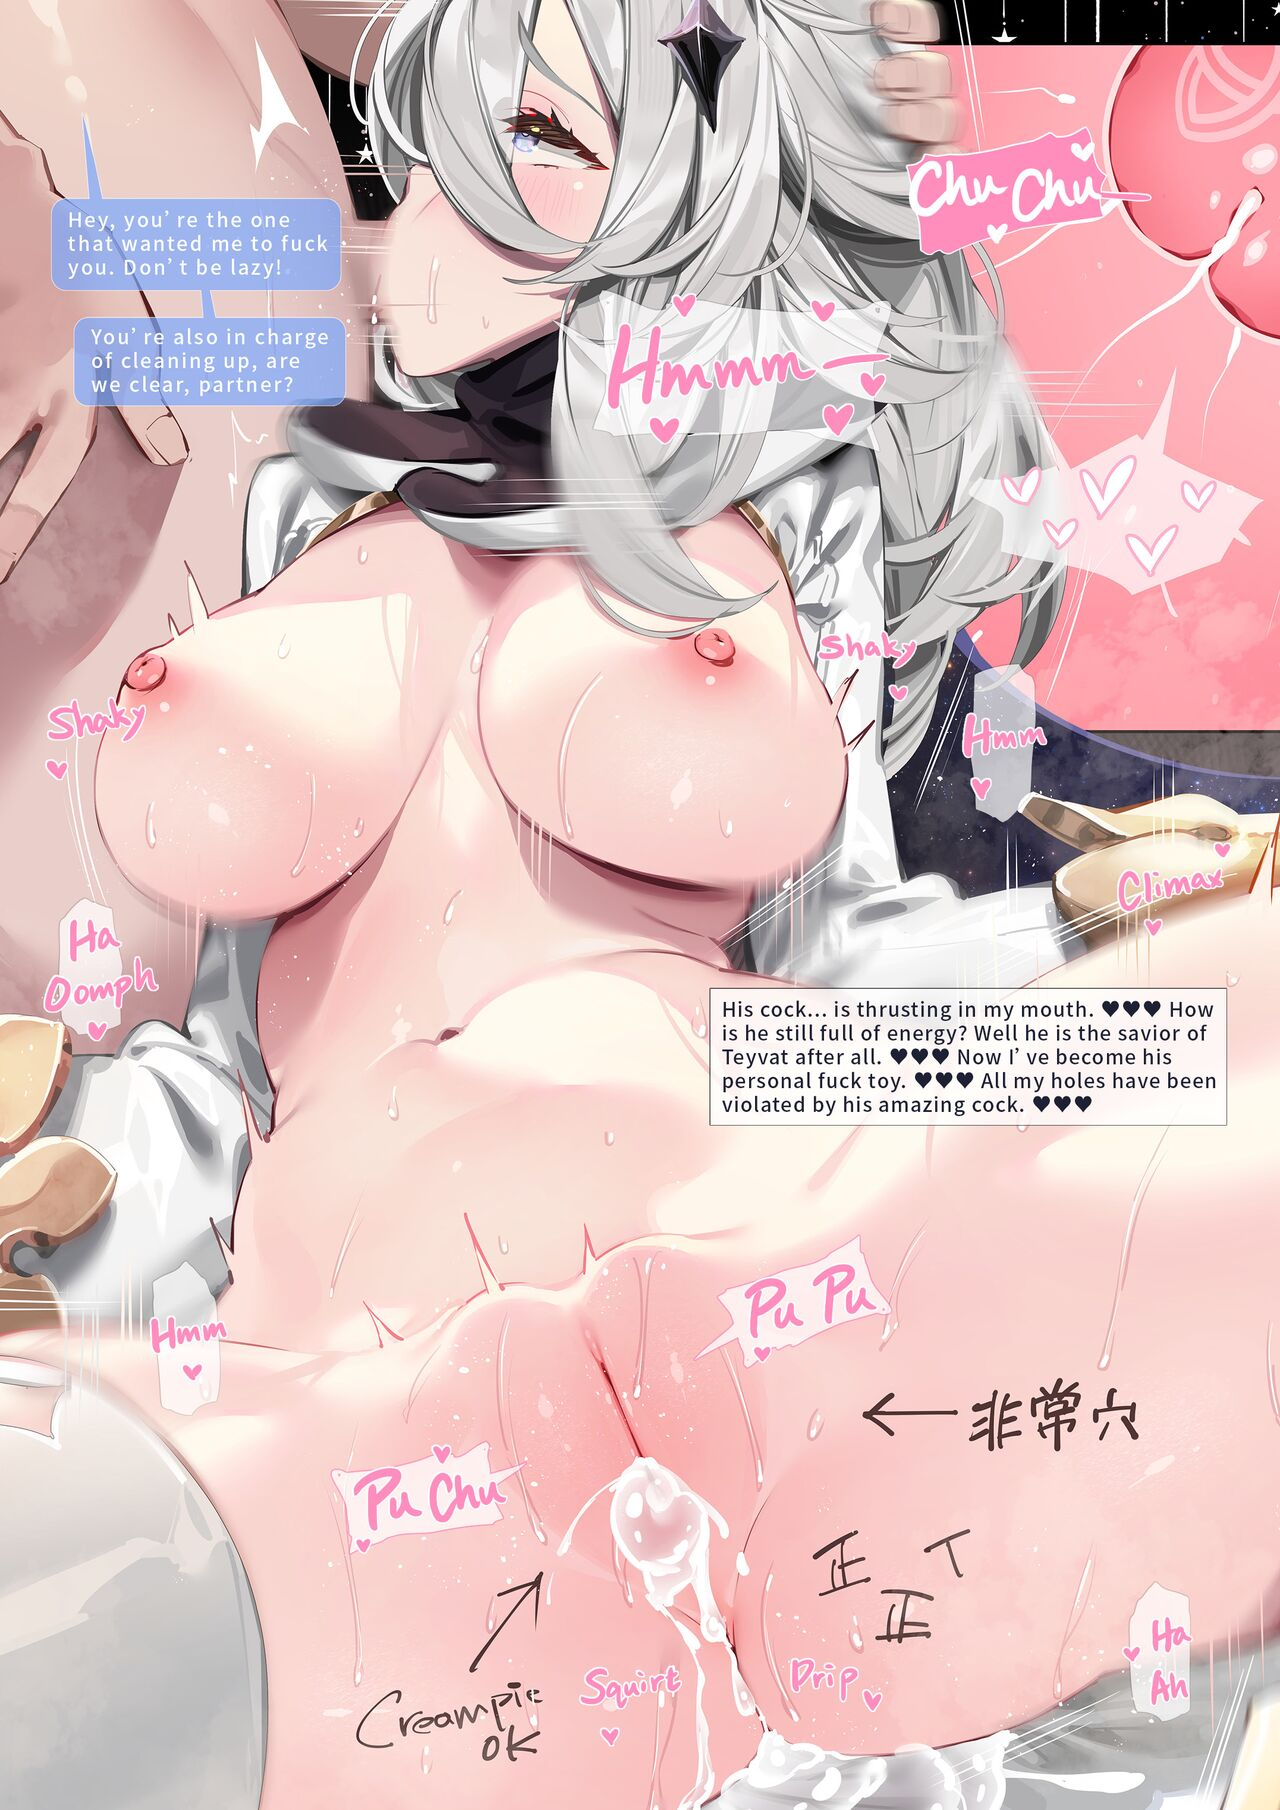 Hey, you're the one
that wanted me to fuck
you. Don't be lazy!
You're also in charge
of cleaning up, are
we clear, partner?
Chu Chu
Hmmm—
Shaky
Shaky
Hmm
Climax
Ha
Oomph
His cock... is thrusting in my mouth. ♥♥♥ How
is he still full of energy? Well he is the savior of
Teyvat after all. ♥♥♥ Now I've become his
personal fuck toy. ♥♥♥ All my holes have been
violated by his amazing cock. ♥♥♥
Pu Pu
Hmm
← 非常穴
Pu Chu
正 丅
正
Ha
Ah
Squirt
Drip
Creampie
OK